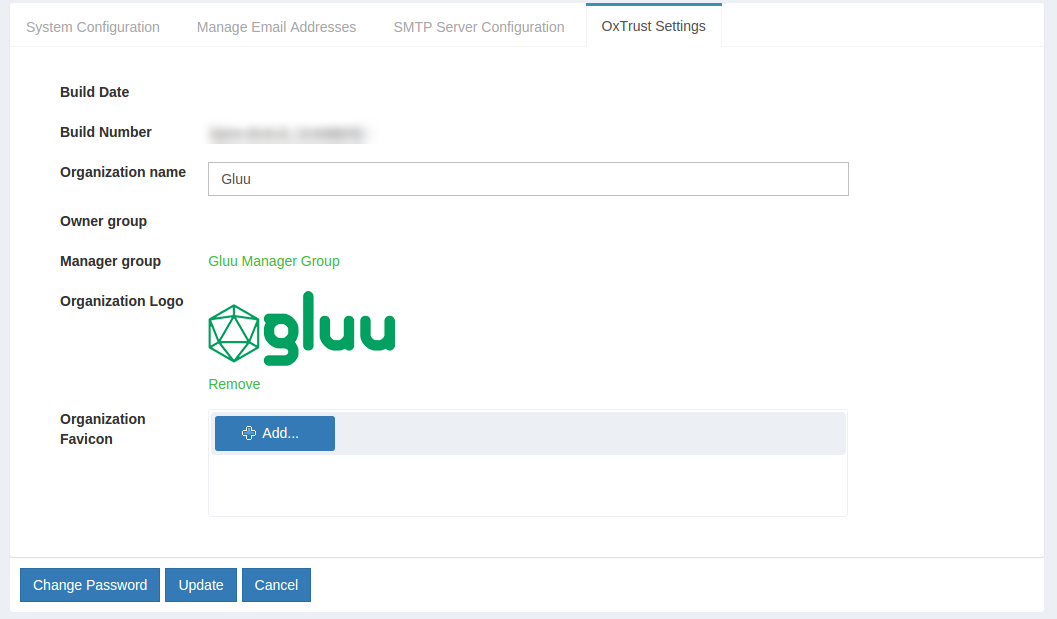 System Configuration Manage Email Addresses SMTP Server Configuration OxTrust Settings
Build Date
Build Number
Organization name Gluu
Owner group
Manager group Gluu Manager Group
Organization Logo gluu
Remove
Organization
Favicon
Add...
Change Password Update Cancel